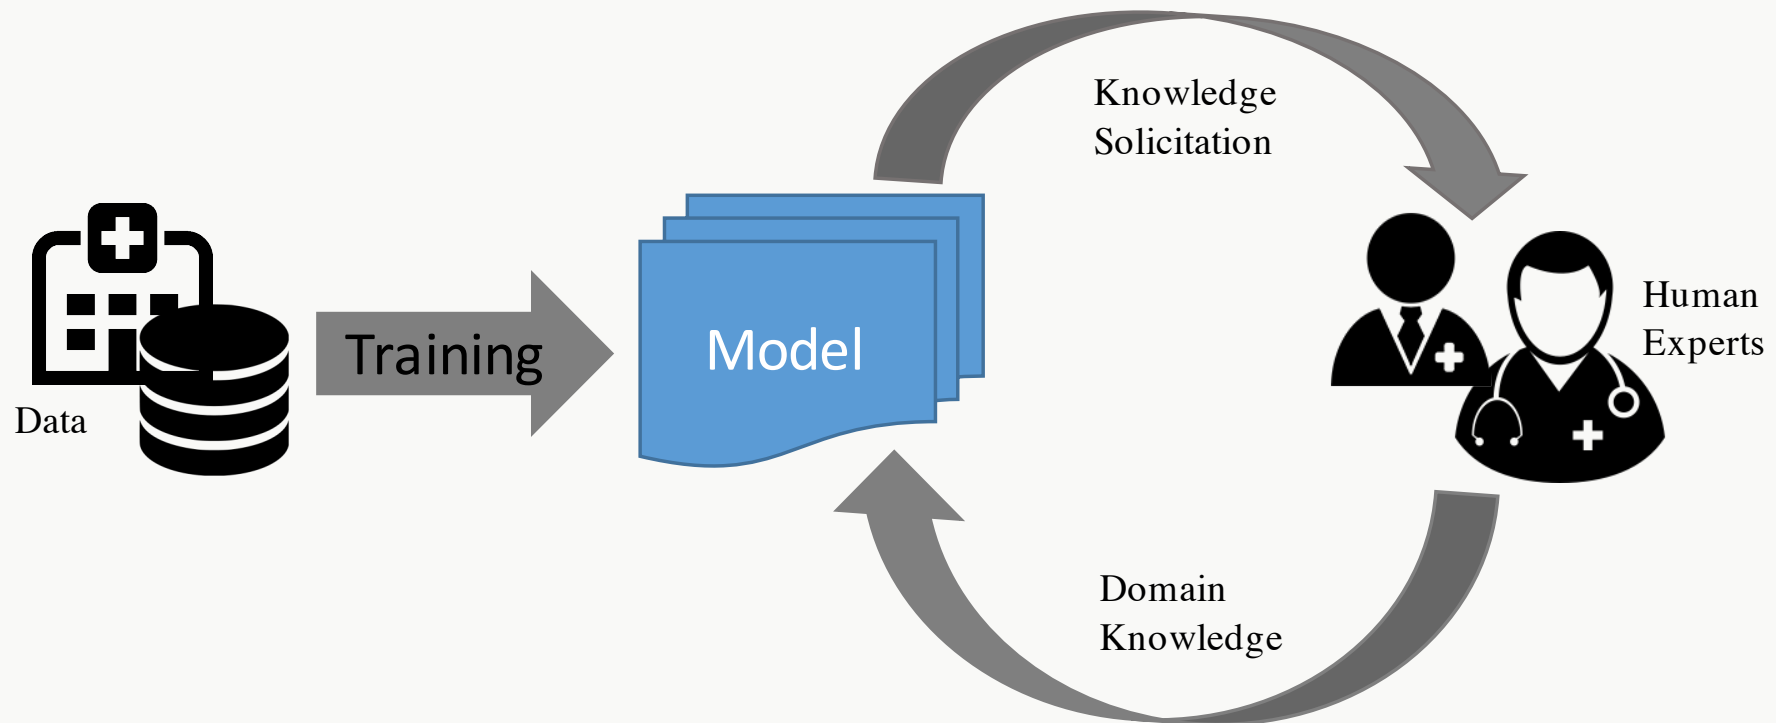 Data
Training
Model
Knowledge
Solicitation
Human
Experts
Domain
Knowledge